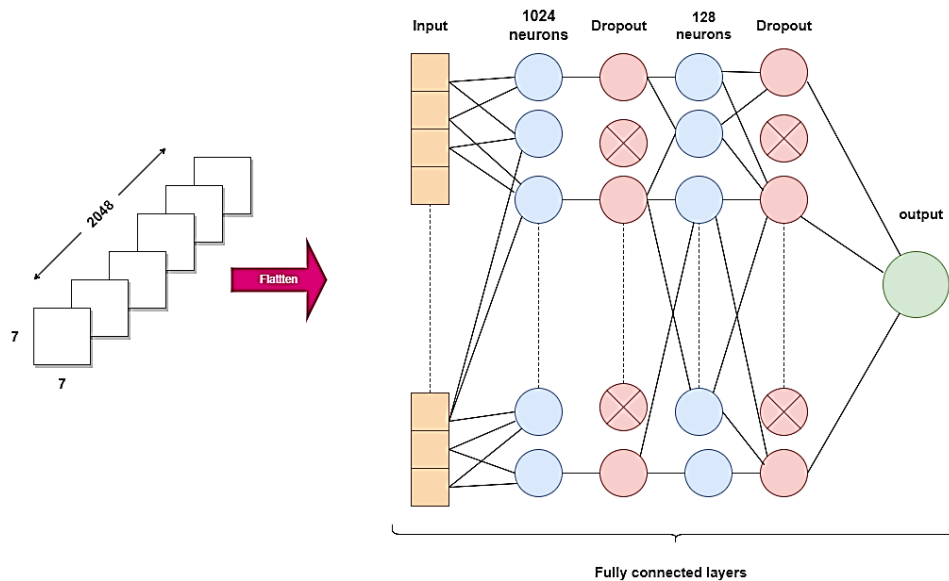 Input
1024
neurons
Dropout
128
neurons
Dropout
2048
7
7
Flattten
output
Fully connected layers